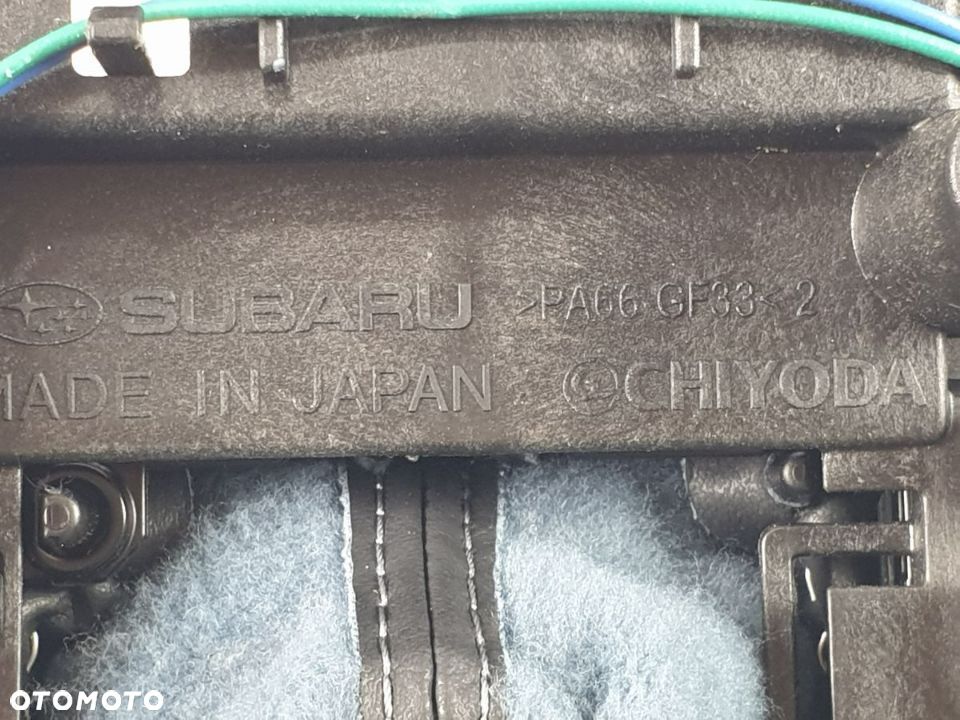 SUBARU >PA66 GF33< 2
MADE IN JAPAN CHIYODA
OTOMOTO